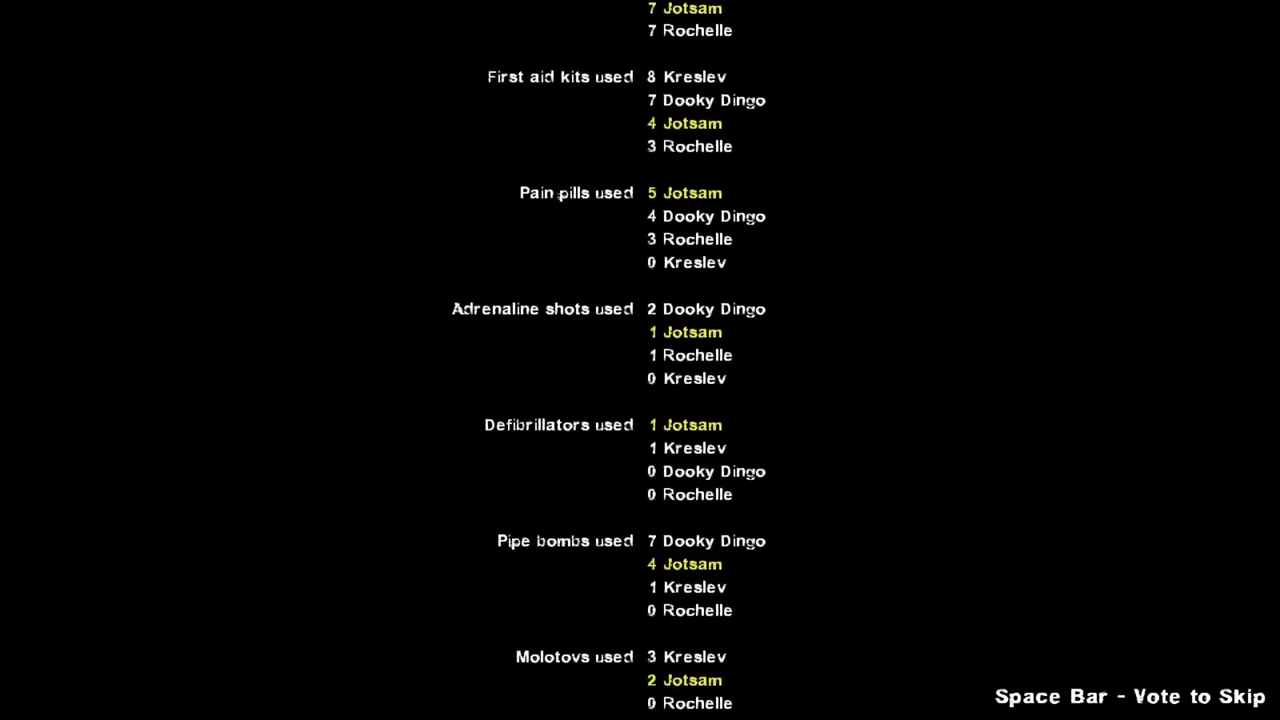 7 Jotsam
7 Rochelle
First aid kits used 8 Kreslev
7 Dooky Dingo
4 Jotsam
3 Rochelle
Pain pills used 5 Jotsam
4 Dooky Dingo
3 Rochelle
0 Kreslev
Adrenaline shots used 2 Dooky Dingo
1 Jotsam
1 Rochelle
0 Kreslev
Defibrillators used 1 Jotsam
1 Kreslev
0 Dooky Dingo
0 Rochelle
Pipe bombs used 7 Dooky Dingo
4 Jotsam
1 Kreslev
0 Rochelle
Molotovs used 3 Kreslev
2 Jotsam
0 Rochelle
Space Bar - Vote to Skip